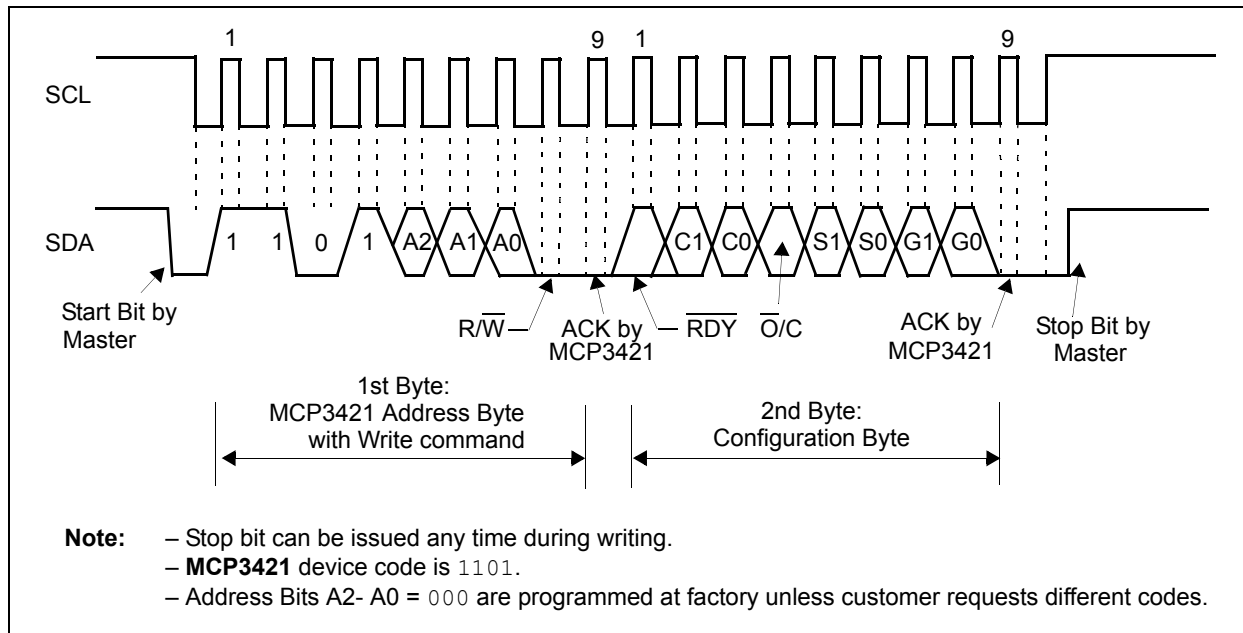 1 9 1 9
SCL
SDA 1 1 0 1 A2 A1 A0 C1 C0 S1 S0 G1 G0
Start Bit by
Master
R/W̅
ACK by
MCP3421
R̅D̅Y̅
O̅/C
ACK by
MCP3421
Stop Bit by
Master
1st Byte:
MCP3421 Address Byte
with Write command
2nd Byte:
Configuration Byte
Note: – Stop bit can be issued any time during writing.
– MCP3421 device code is 1101.
– Address Bits A2- A0 = 000 are programmed at factory unless customer requests different codes.